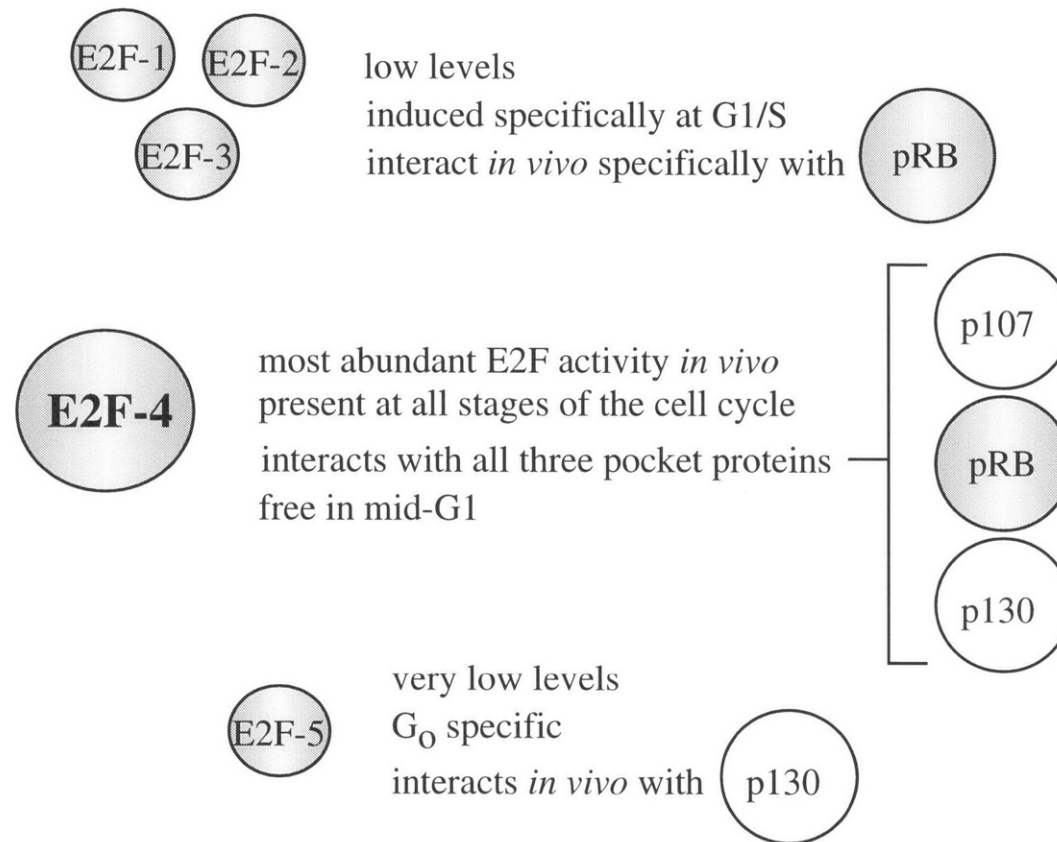 E2F-1
E2F-2
E2F-3
low levels
induced specifically at G1/S
interact in vivo specifically with
pRB
E2F-4
most abundant E2F activity in vivo
present at all stages of the cell cycle
interacts with all three pocket proteins
free in mid-G1
p107
pRB
p130
E2F-5
very low levels
Go specific
interacts in vivo with
p130